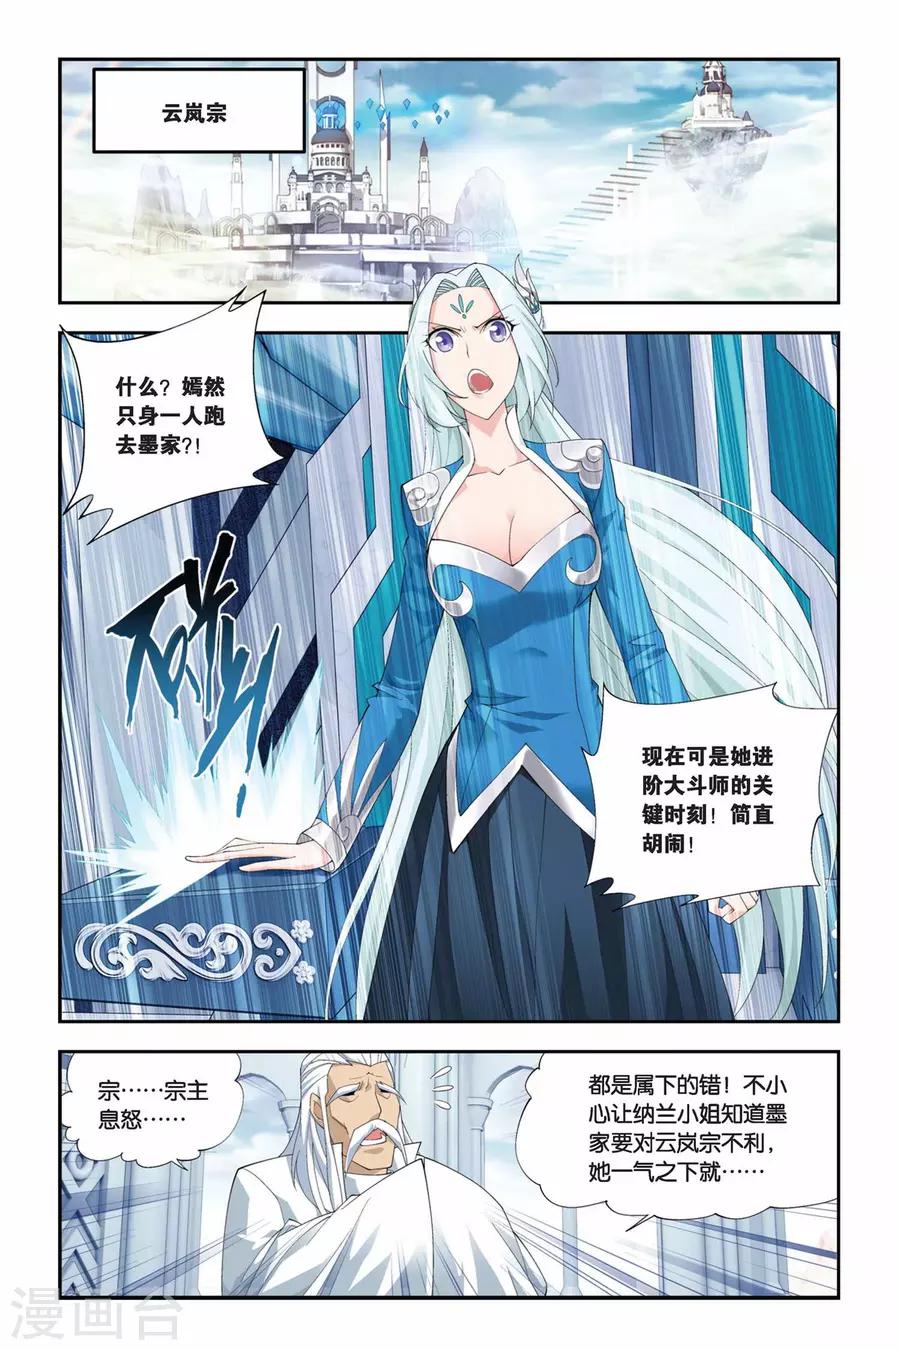 云岚宗
什么？嫣然
只身一人跑
去墨家？！
现在可是她进
阶大斗师的关
键时刻！简直
胡闹！
宗……宗主
息怒……
都是属下的错！不小
心让纳兰小姐知道墨
家要对云岚宗不利，
她一气之下就……
漫画台